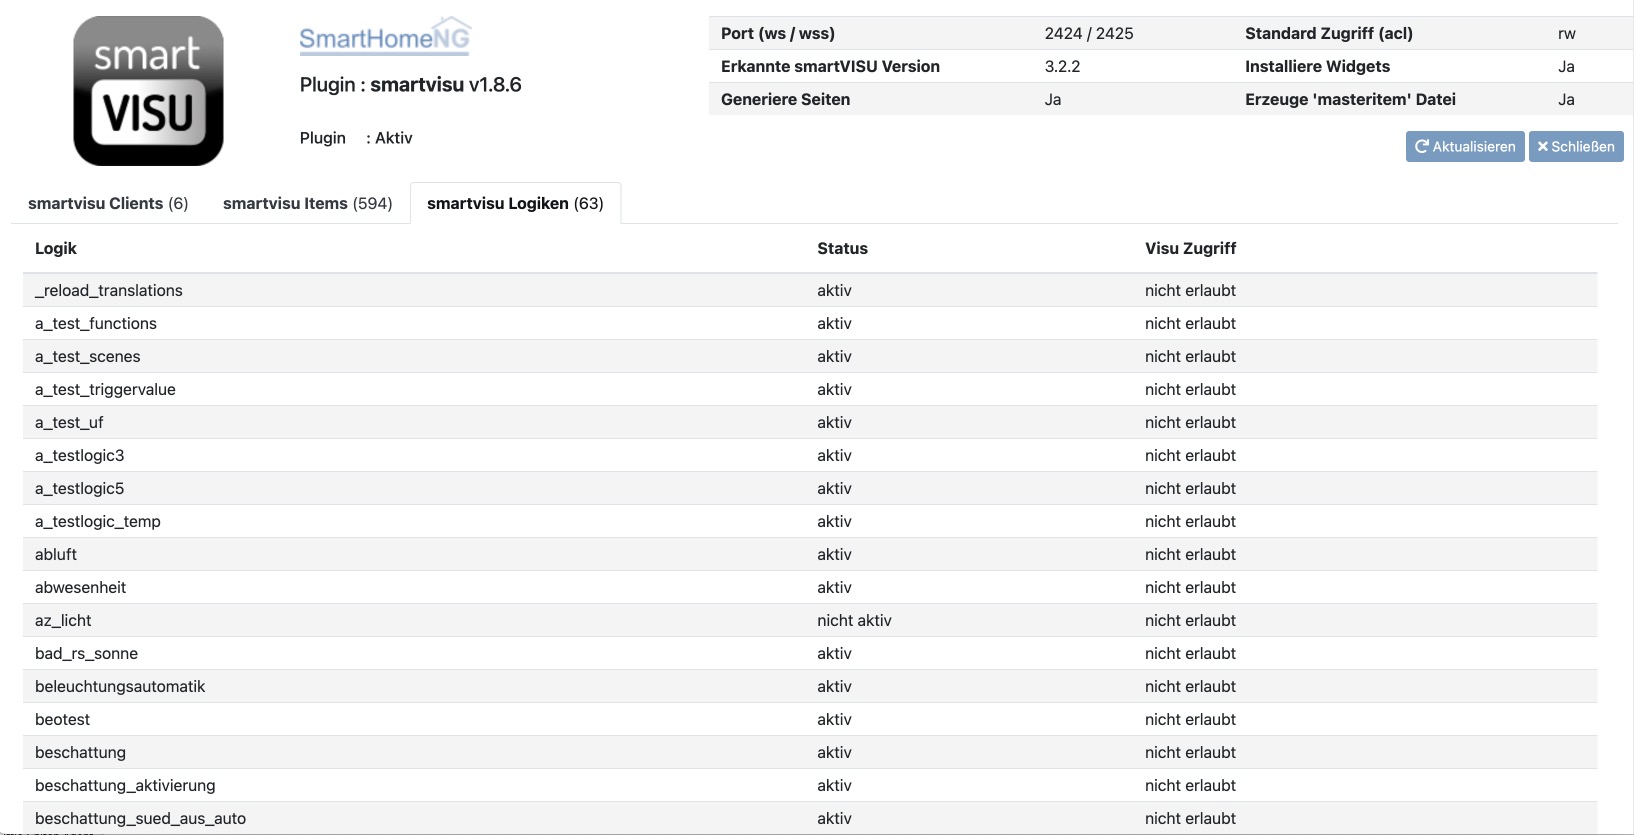 smart
VISU
SmartHomeNG
Plugin : smartvisu v1.8.6
Plugin : Aktiv
Port (ws / wss) 2424 / 2425 Standard Zugriff (acl) rw
Erkannte smartVISU Version 3.2.2 Installiere Widgets Ja
Generiere Seiten Ja Erzeuge 'masteritem' Datei Ja
Aktualisieren Schließen
smartvisu Clients (6) smartvisu Items (594) smartvisu Logiken (63)
Logik Status Visu Zugriff
_reload_translations aktiv nicht erlaubt
a_test_functions aktiv nicht erlaubt
a_test_scenes aktiv nicht erlaubt
a_test_triggervalue aktiv nicht erlaubt
a_test_uf aktiv nicht erlaubt
a_testlogic3 aktiv nicht erlaubt
a_testlogic5 aktiv nicht erlaubt
a_testlogic_temp aktiv nicht erlaubt
abluft aktiv nicht erlaubt
abwesenheit aktiv nicht erlaubt
az_licht nicht aktiv nicht erlaubt
bad_rs_sonne aktiv nicht erlaubt
beleuchtungsautomatik aktiv nicht erlaubt
beotest aktiv nicht erlaubt
beschattung aktiv nicht erlaubt
beschattung_aktivierung aktiv nicht erlaubt
beschattung_sued_aus_auto aktiv nicht erlaubt